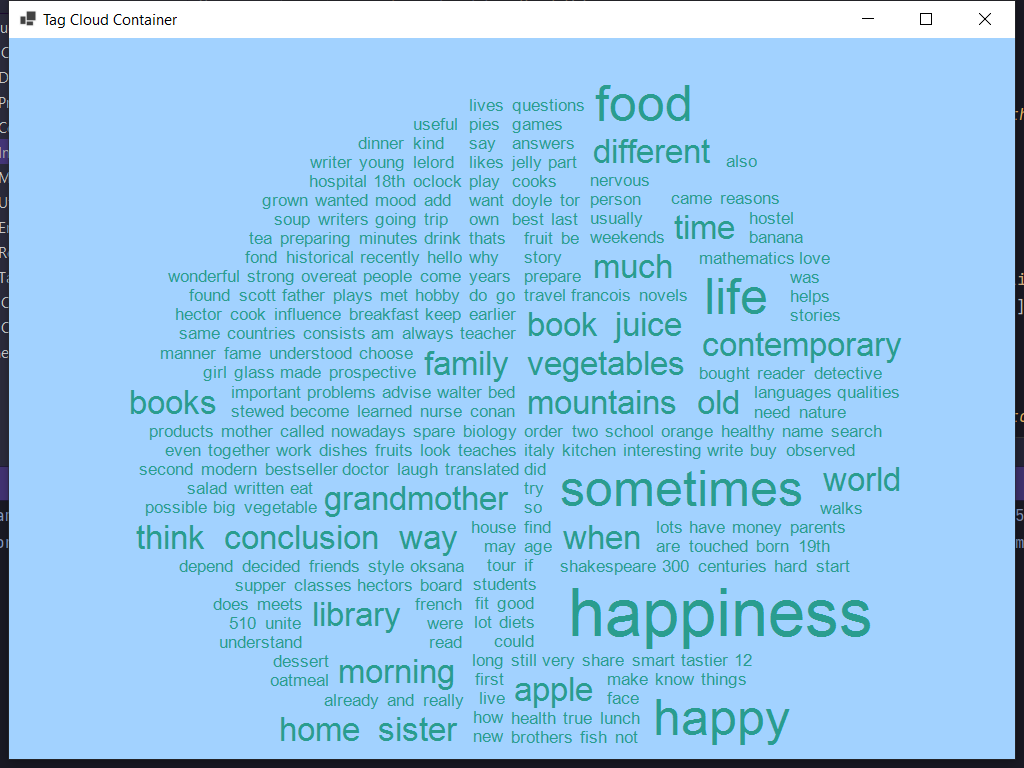 Tag Cloud Container
lives questions food
useful pies games
dinner kind say answers different
writer young lelord likes jelly part also
hospital 18th oclock play cooks nervous
grown wanted mood add want doyle tor person came reasons
soup writers going trip own best last usually time hostel
tea preparing minutes drink thats fruit be weekends banana
fond historical recently hello why story much mathematics love
wonderful strong overeat people come years prepare was
found scott father plays met hobby do go travel francois novels life helps
hector cook influence breakfast keep earlier book juice stories
same countries consists am always teacher contemporary
manner fame understood choose family vegetables
girl glass made prospective bought reader detective
books important problems advise walter bed mountains old languages qualities
stewed become learned nurse conan need nature
products mother called nowadays spare biology order two school orange healthy name search
even together work dishes fruits look teaches italy kitchen interesting write buy observed
second modern bestseller doctor laugh translated did
salad written eat grandmother try sometimes world
possible big vegetable so walks
think conclusion way house find when lots have money parents
may age are touched born 19th
depend decided friends style oksana tour if shakespeare 300 centuries hard start
supper classes hectors board students
does meets library french fit good happiness
510 unite were lot diets
understand read could
dessert morning long still very share smart tastier 12
oatmeal first apple make know things
already and really live face
home sister how health true lunch happy
new brothers fish not